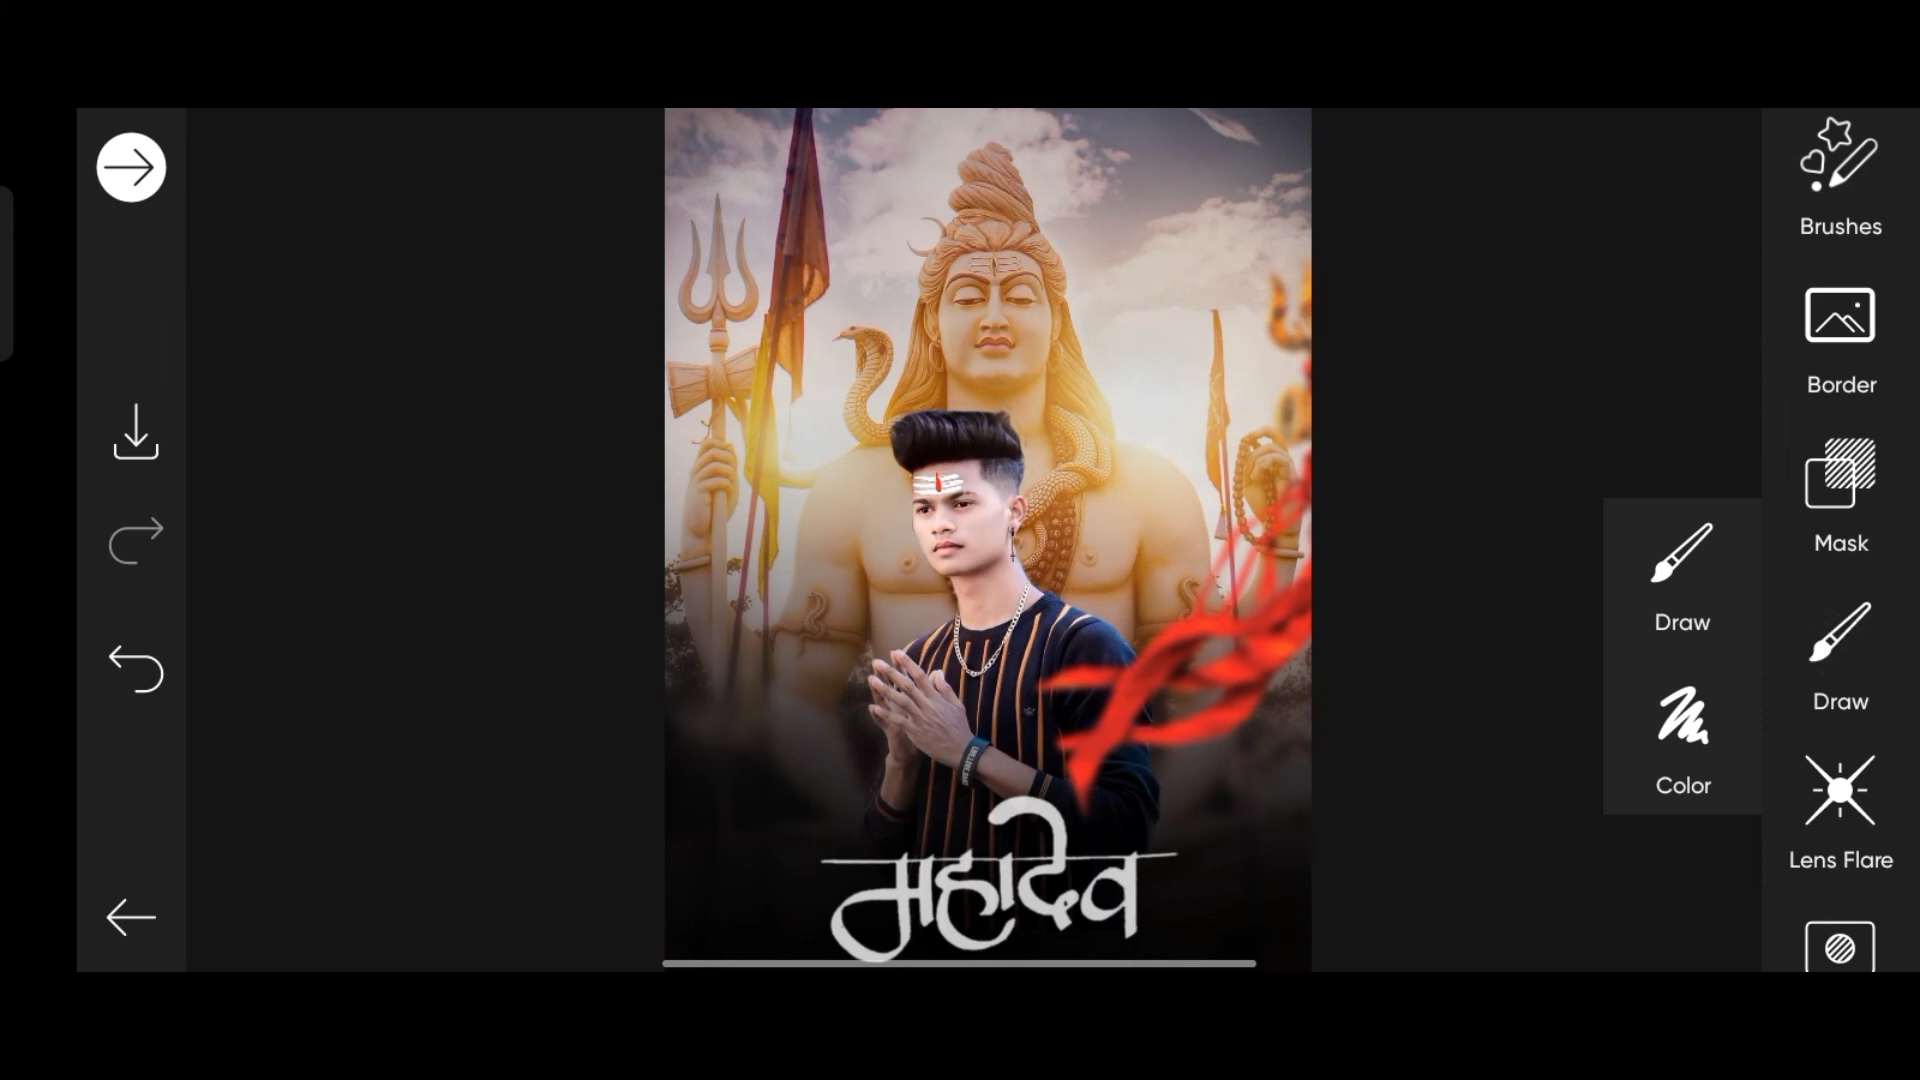 Brushes
Border
Mask
Draw
Draw
Color
Lens Flare
महादेव